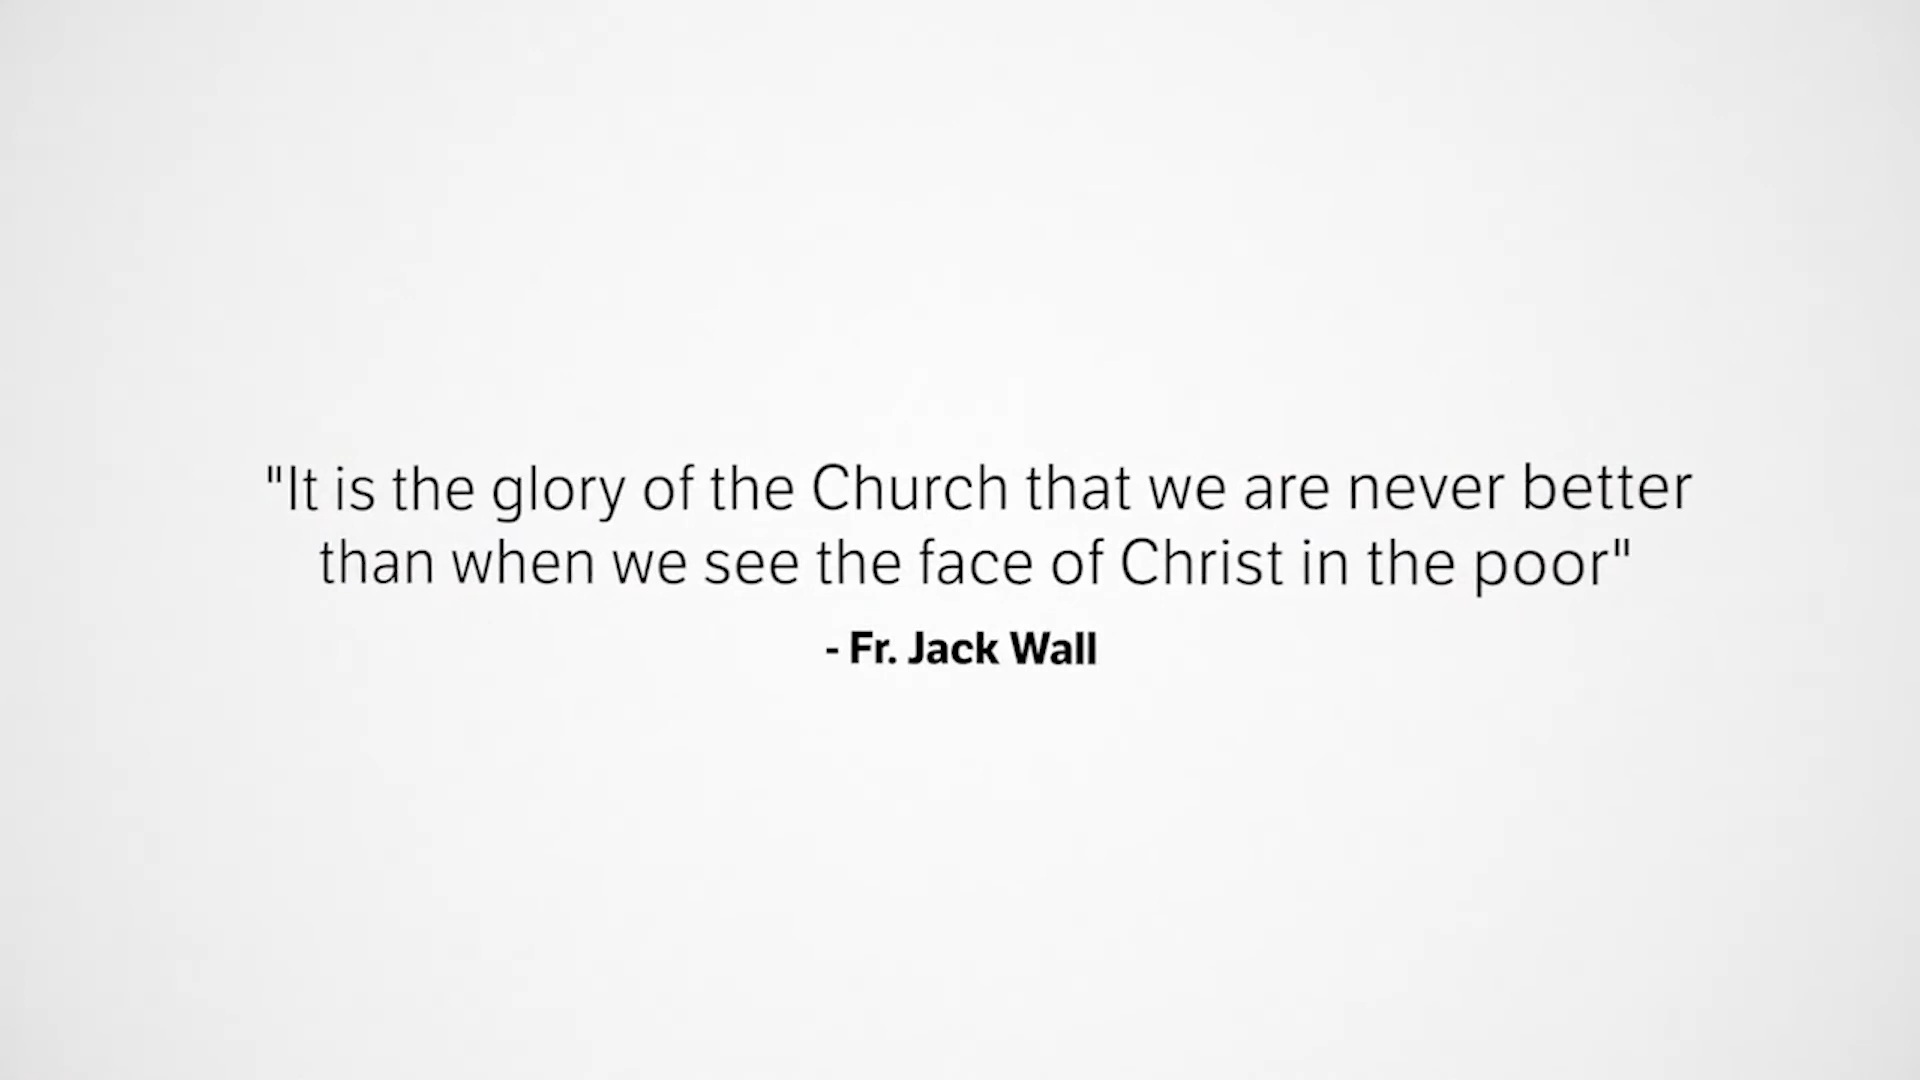 "It is the glory of the Church that we are never better
than when we see the face of Christ in the poor"
- Fr. Jack Wall